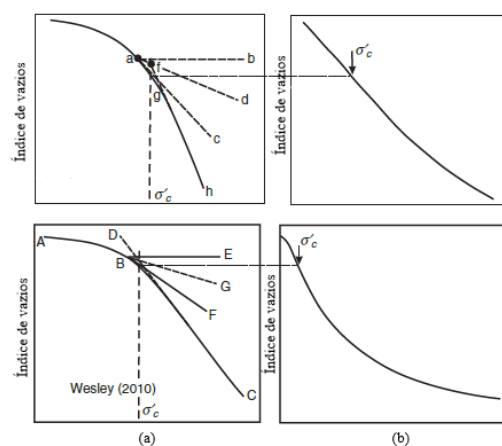 Índice de vazios
a
b
f
g
d
c
h
σ′c
Índice de vazios
σ′c
Índice de vazios
A
D
B
E
G
F
C
Wesley (2010)
σ′c
(a)
Índice de vazios
σ′c
(b)